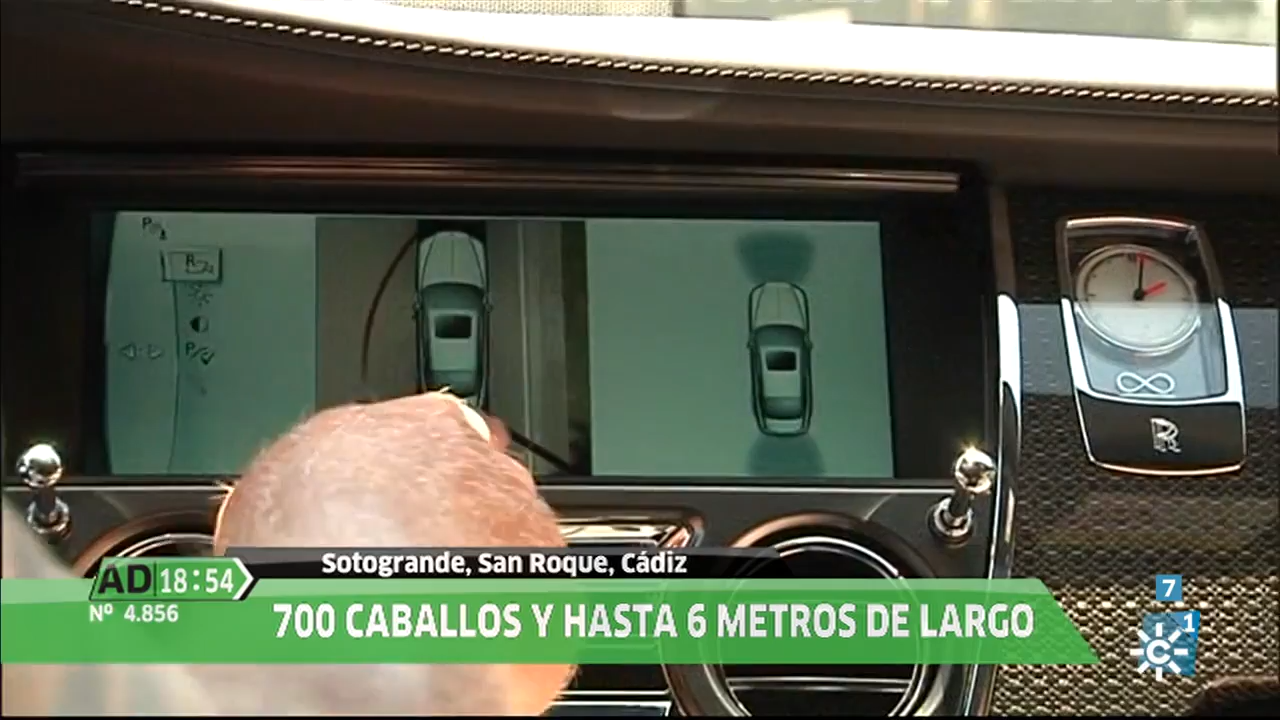 P
R
P
R
Sotogrande, San Roque, Cádiz
AD 18:54
Nº 4.856
700 CABALLOS Y HASTA 6 METROS DE LARGO
7
1
C